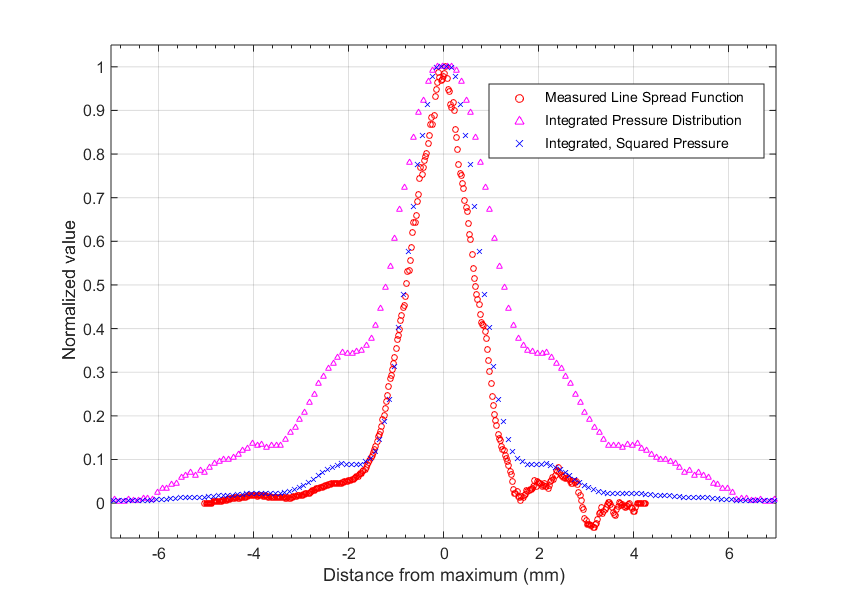 1
0.9
0.8
0.7
0.6
0.5
0.4
0.3
0.2
0.1
0
Normalized value
Measured Line Spread Function
Integrated Pressure Distribution
Integrated, Squared Pressure
-6 -4 -2 0 2 4 6
Distance from maximum (mm)